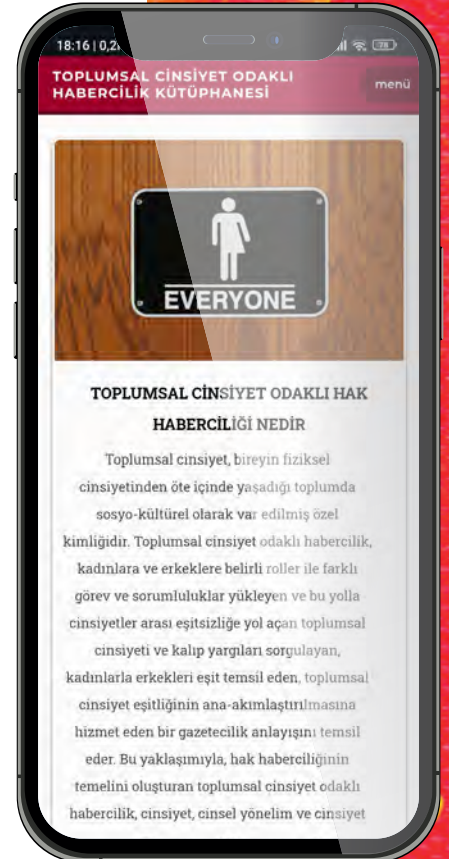 18:16 | 0,2
78
TOPLUMSAL CİNSİYET ODAKLI
HABERCİLİK KÜTÜPHANESİ
menü
EVERYONE
TOPLUMSAL CİNSİYET ODAKLI HAK
HABERCİLİĞİ NEDİR
Toplumsal cinsiyet, bireyin fiziksel
cinsiyetinden öte içinde yaşadığı toplumda
sosyo-kültürel olarak var edilmiş özel
kimliğidir. Toplumsal cinsiyet odaklı habercilik,
kadınlara ve erkeklere belirli roller ile farklı
görev ve sorumluluklar yükleyen ve bu yolla
cinsiyetler arası eşitsizliğe yol açan toplumsal
cinsiyeti ve kalıp yargıları sorgulayan,
kadınlarla erkekleri eşit temsil eden, toplumsal
cinsiyet eşitliğinin ana-akımlaştırılmasına
hizmet eden bir gazetecilik anlayışını temsil
eder. Bu yaklaşımıyla, hak haberciliğinin
temelini oluşturan toplumsal cinsiyet odaklı
habercilik, cinsiyet, cinsel yönelim ve cinsiyet